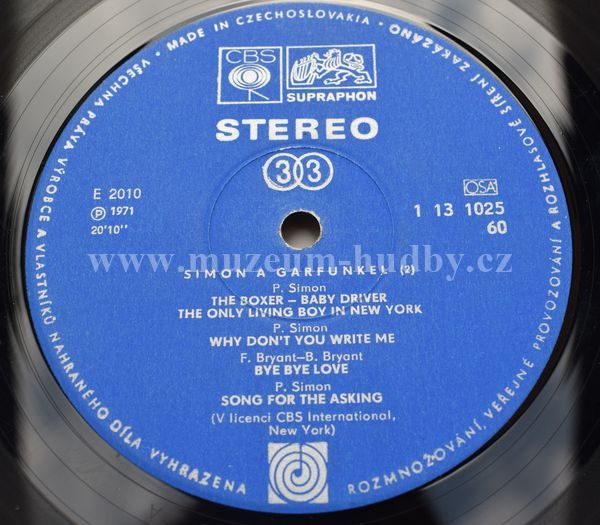 VŠECHNA PRÁVA VÝROBCE A VLASTNÍKŮ NAHRANÉHO DÍLA VYHRAZENA
• MADE IN CZECHOSLOVAKIA •
ROZMNOŽOVÁNÍ, VEŘEJNÉ PROVOZOVÁNÍ A ROZHLASOVÉ ŠÍŘENÍ ZAKÁZÁNO
CBS
SUPRAPHON
STEREO
33
E 2010
OSA
Ⓟ 1971
1 13 1025
20'10''
60
www.muzeum-hudby.cz
SIMON A GARFUNKEL (2)
P. Simon
THE BOXER – BABY DRIVER
THE ONLY LIVING BOY IN NEW YORK
P. Simon
WHY DON'T YOU WRITE ME
F. Bryant–B. Bryant
BYE BYE LOVE
P. Simon
SONG FOR THE ASKING
(V licenci CBS International,
New York)